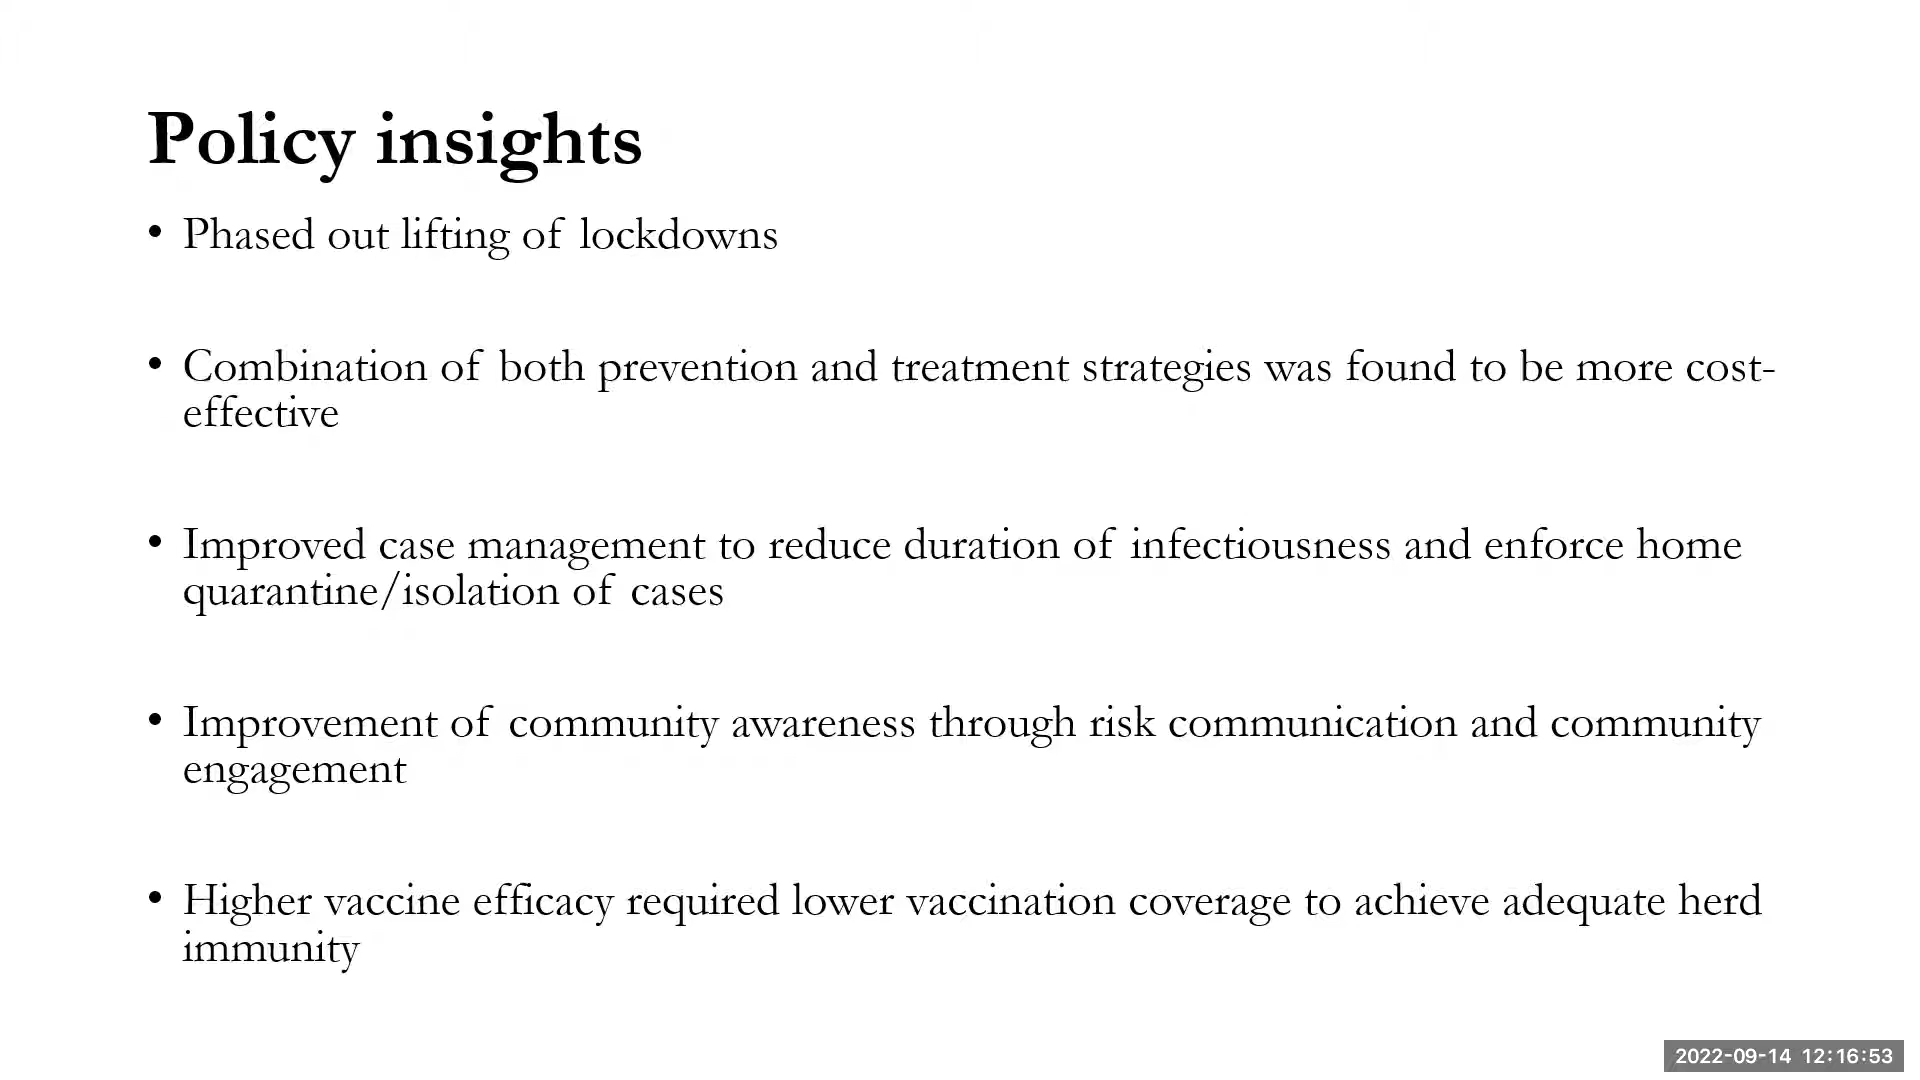 Policy insights
• Phased out lifting of lockdowns
• Combination of both prevention and treatment strategies was found to be more cost-
effective
• Improved case management to reduce duration of infectiousness and enforce home
quarantine/isolation of cases
• Improvement of community awareness through risk communication and community
engagement
• Higher vaccine efficacy required lower vaccination coverage to achieve adequate herd
immunity
2022-09-14 12:16:53